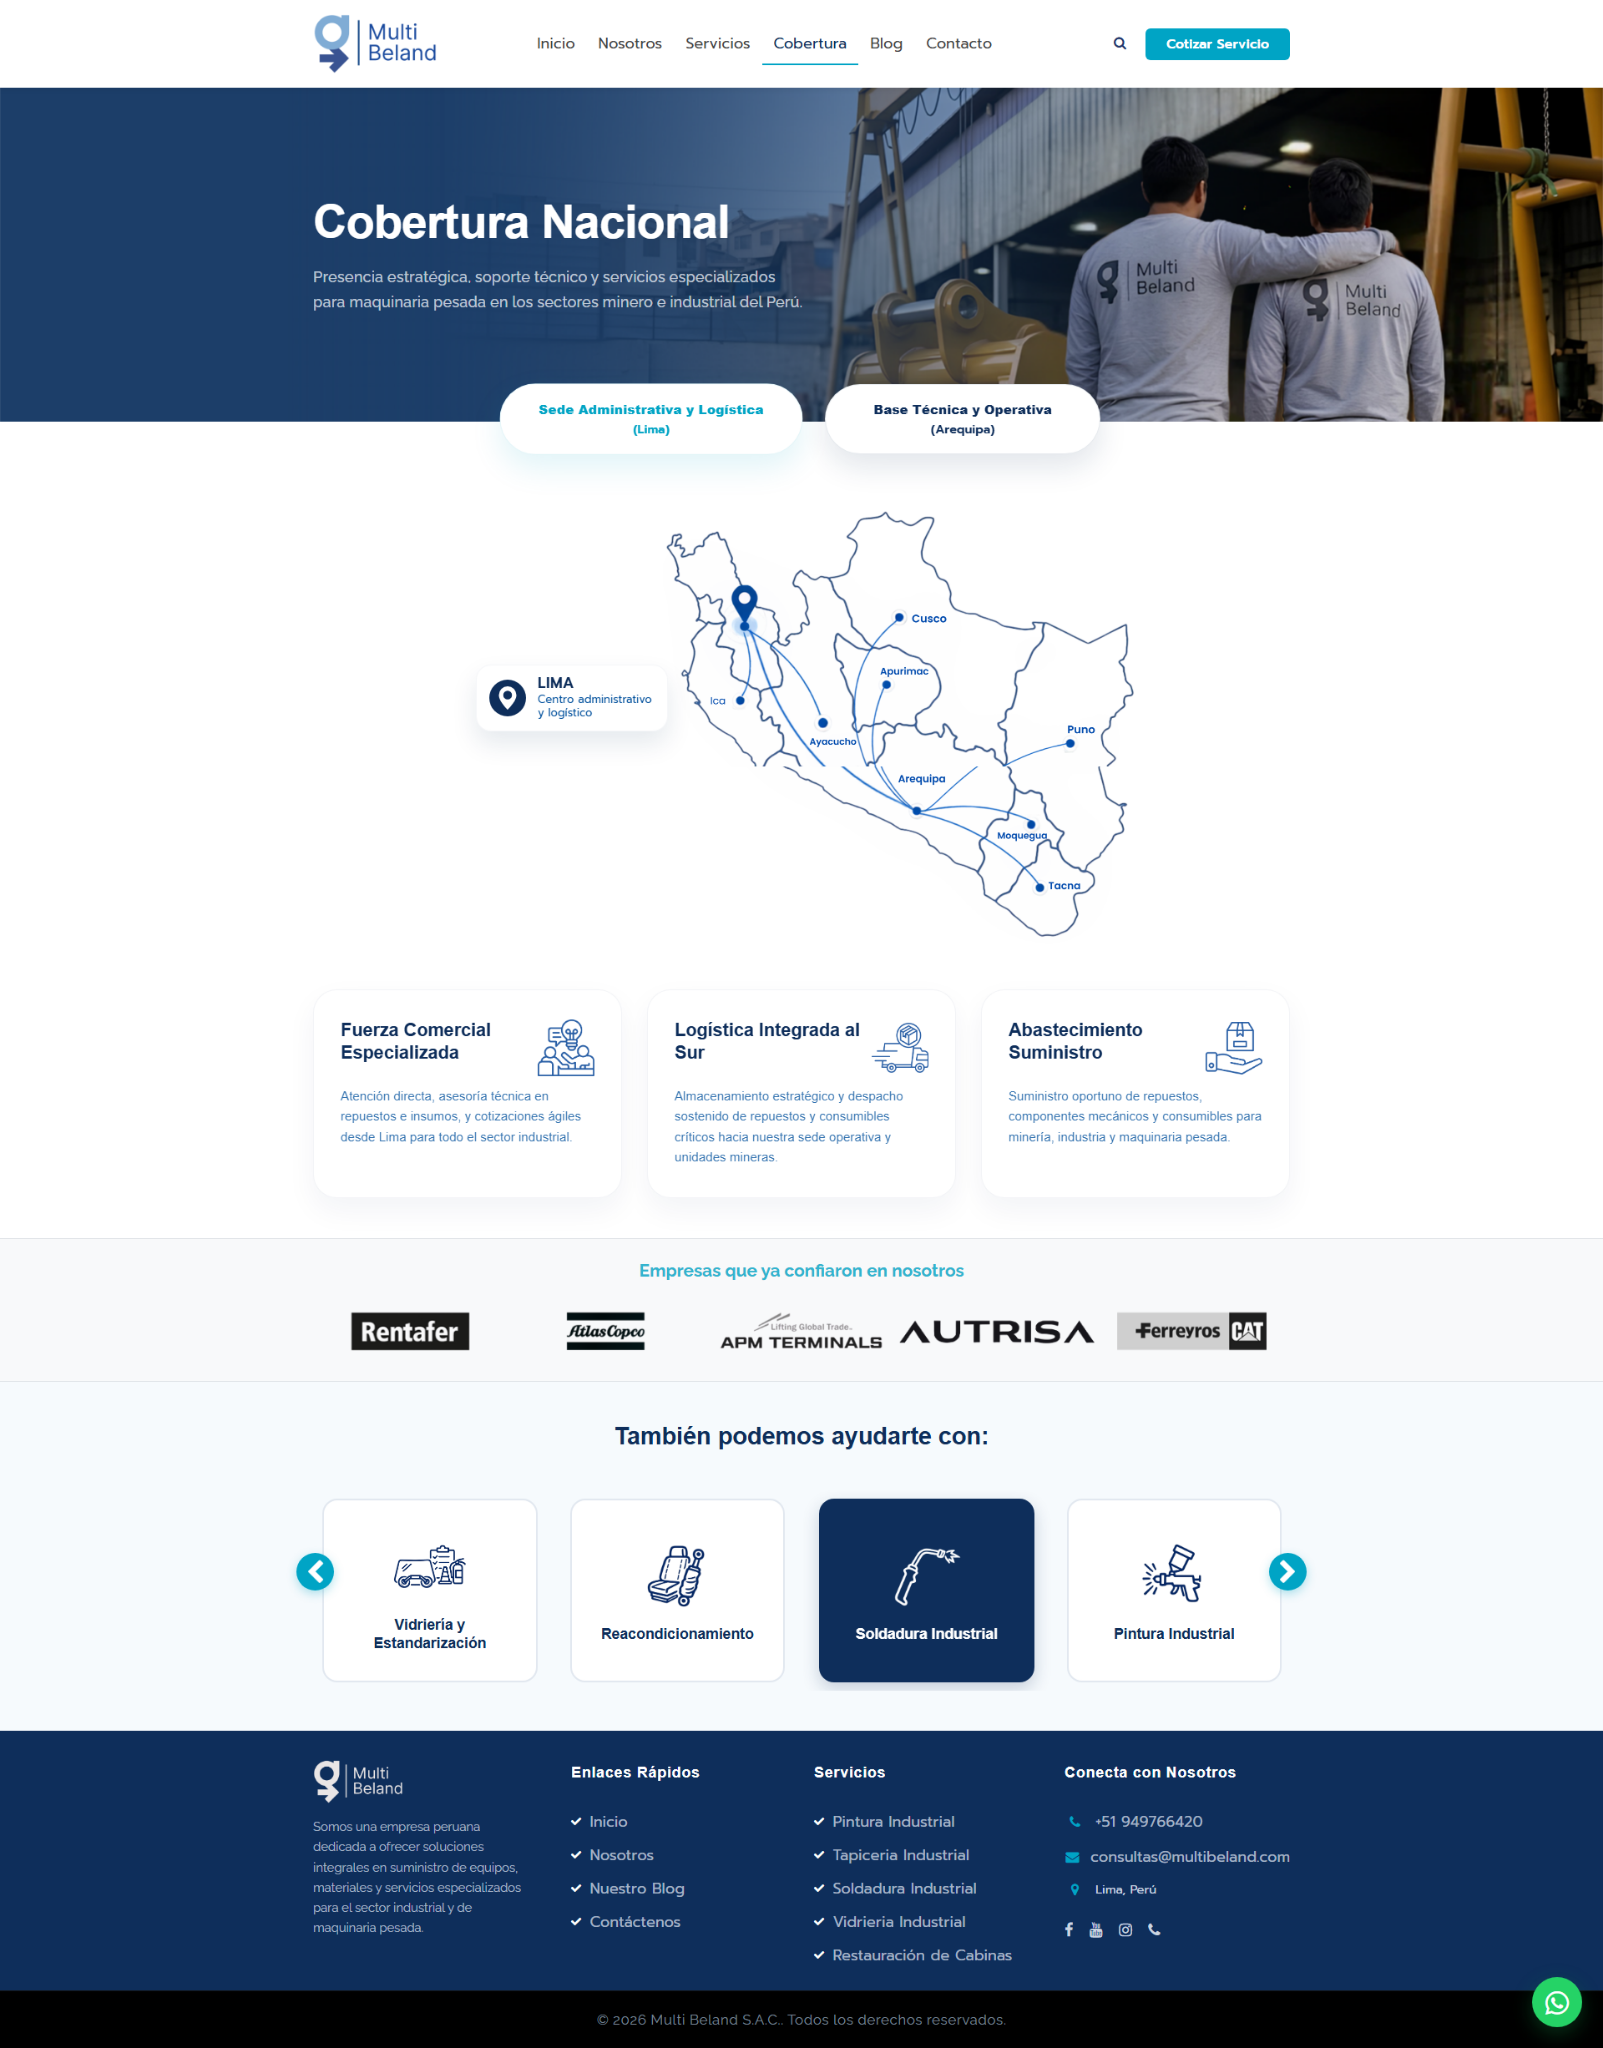 Multi
Beland
Inicio
Nosotros
Servicios
Cobertura
Blog
Contacto
Cotizar Servicio
Cobertura Nacional
Presencia estratégica, soporte técnico y servicios especializados
para maquinaria pesada en los sectores minero e industrial del Perú.
Multi
Beland
Multi
Beland
Sede Administrativa y Logística
(Lima)
Base Técnica y Operativa
(Arequipa)
Cusco
Apurimac
LIMA
Centro administrativo
y logístico
Ica
Ayacucho
Puno
Arequipa
Moquegua
Tacna
Fuerza Comercial
Especializada
Atención directa, asesoría técnica en
repuestos e insumos, y cotizaciones ágiles
desde Lima para todo el sector industrial.
Logística Integrada al
Sur
Almacenamiento estratégico y despacho
sostenido de repuestos y consumibles
críticos hacia nuestra sede operativa y
unidades mineras.
Abastecimiento
Suministro
Suministro oportuno de repuestos,
componentes mecánicos y consumibles para
minería, industria y maquinaria pesada.
Empresas que ya confiaron en nosotros
Rentafer
Atlas Copco
Lifting Global Trade..
APM TERMINALS
AUTRISA
Ferreyros CAT
También podemos ayudarte con:
Vidriería y
Estandarización
Reacondicionamiento
Soldadura Industrial
Pintura Industrial
Multi
Beland
Somos una empresa peruana
dedicada a ofrecer soluciones
integrales en suministro de equipos,
materiales y servicios especializados
para el sector industrial y de
maquinaria pesada.
Enlaces Rápidos
Inicio
Nosotros
Nuestro Blog
Contáctenos
Servicios
Pintura Industrial
Tapiceria Industrial
Soldadura Industrial
Vidrieria Industrial
Restauración de Cabinas
Conecta con Nosotros
+51 949766420
consultas@multibeland.com
Lima, Perú
© 2026 Multi Beland S.A.C.. Todos los derechos reservados.